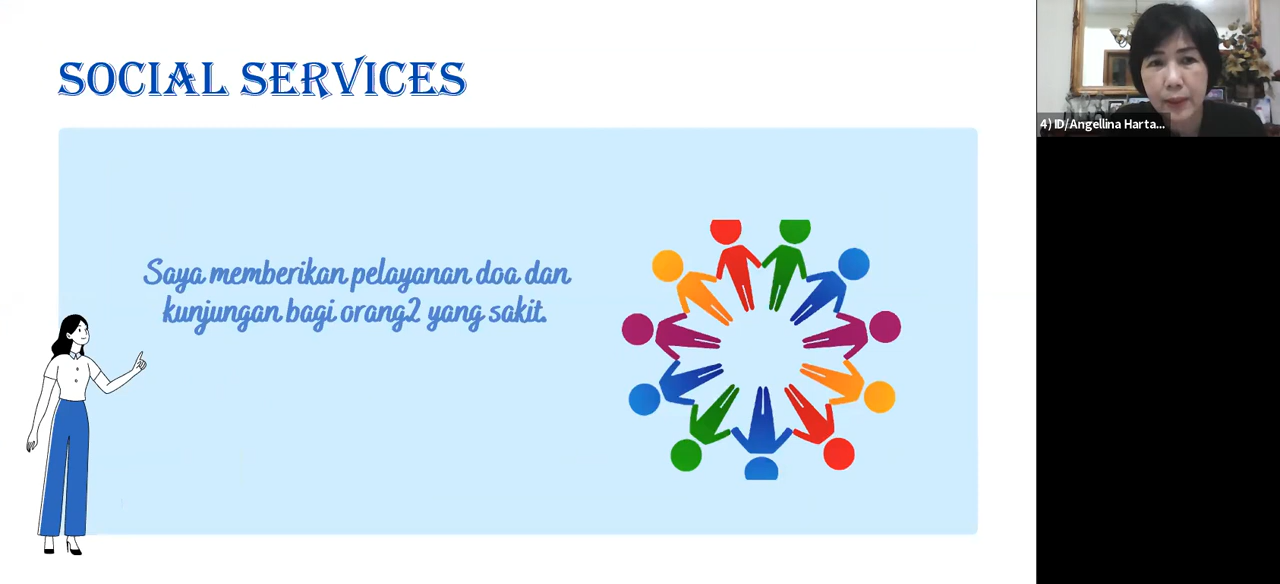 SOCIAL SERVICES
Saya memberikan pelayanan doa dan
kunjungan bagi orang2 yang sakit.
4) ID/Angellina Harta...